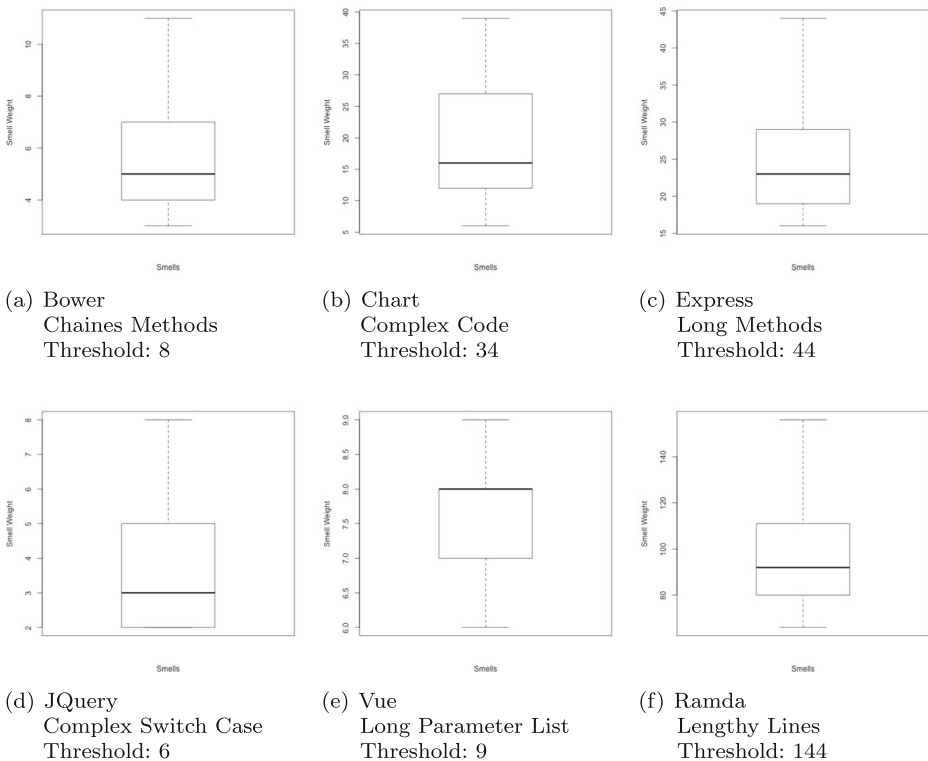 Smell Weight
10
8
6
4
Smells
Smell Weight
40
35
30
25
20
15
10
5
Smells
Smell Weight
45
40
35
30
25
20
15
Smells
(a) Bower
Chaines Methods
Threshold: 8
(b) Chart
Complex Code
Threshold: 34
(c) Express
Long Methods
Threshold: 44
Smell Weight
8
7
6
5
4
3
2
Smells
Smell Weight
9.0
8.5
8.0
7.5
7.0
6.5
6.0
Smells
Smell Weight
140
120
100
80
Smells
(d) JQuery
Complex Switch Case
Threshold: 6
(e) Vue
Long Parameter List
Threshold: 9
(f) Ramda
Lengthy Lines
Threshold: 144